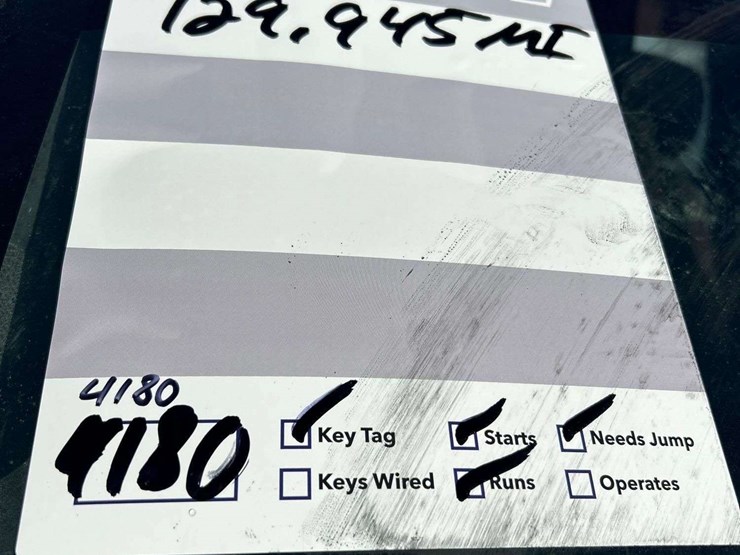 129,945 MI
4180
4180
Key Tag Starts Needs Jump
Keys Wired Runs Operates